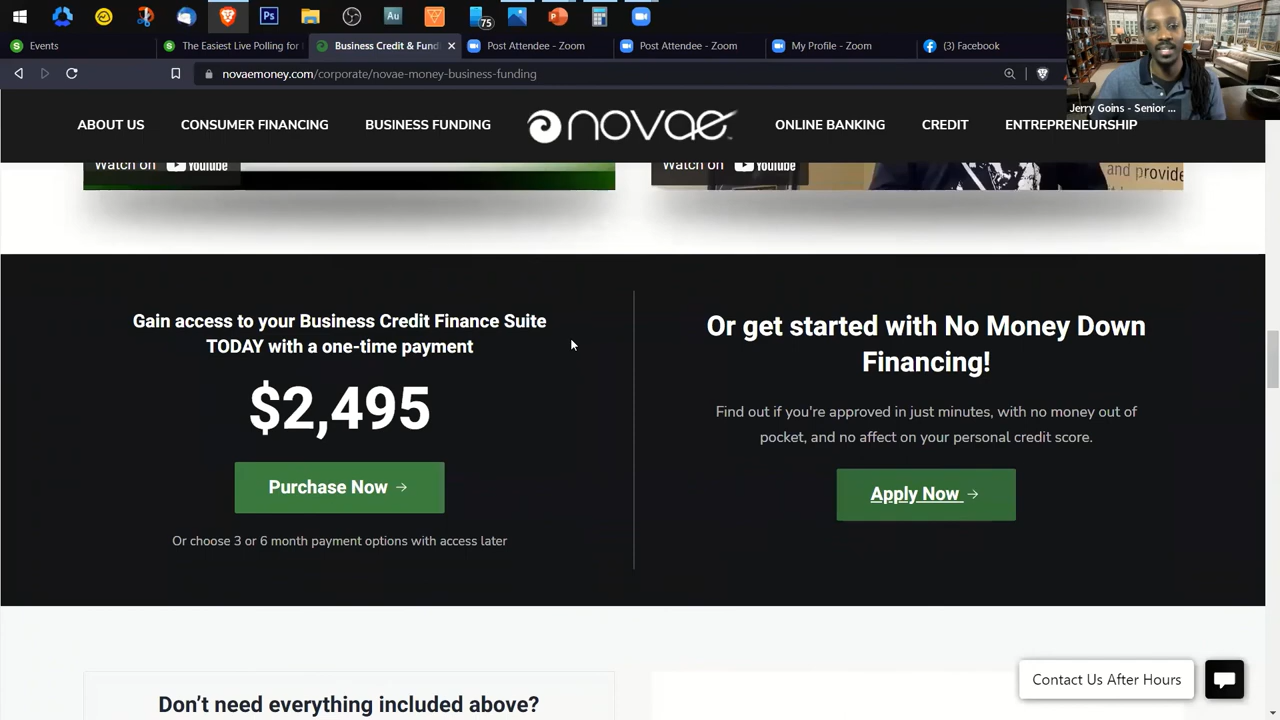 75
Events
The Easiest Live Polling for
Business Credit & Fund
Post Attendee - Zoom
Post Attendee - Zoom
My Profile - Zoom
(3) Facebook
novaemoney.com/corporate/novae-money-business-funding
Jerry Goins - Senior ...
ABOUT US
CONSUMER FINANCING
BUSINESS FUNDING
novae
ONLINE BANKING
CREDIT
ENTREPRENEURSHIP
Watch on YouTube
Watch on YouTube
and provide
Gain access to your Business Credit Finance Suite
TODAY with a one-time payment
$2,495
Purchase Now →
Or choose 3 or 6 month payment options with access later
Or get started with No Money Down
Financing!
Find out if you're approved in just minutes, with no money out of
pocket, and no affect on your personal credit score.
Apply Now →
Contact Us After Hours
Don't need everything included above?